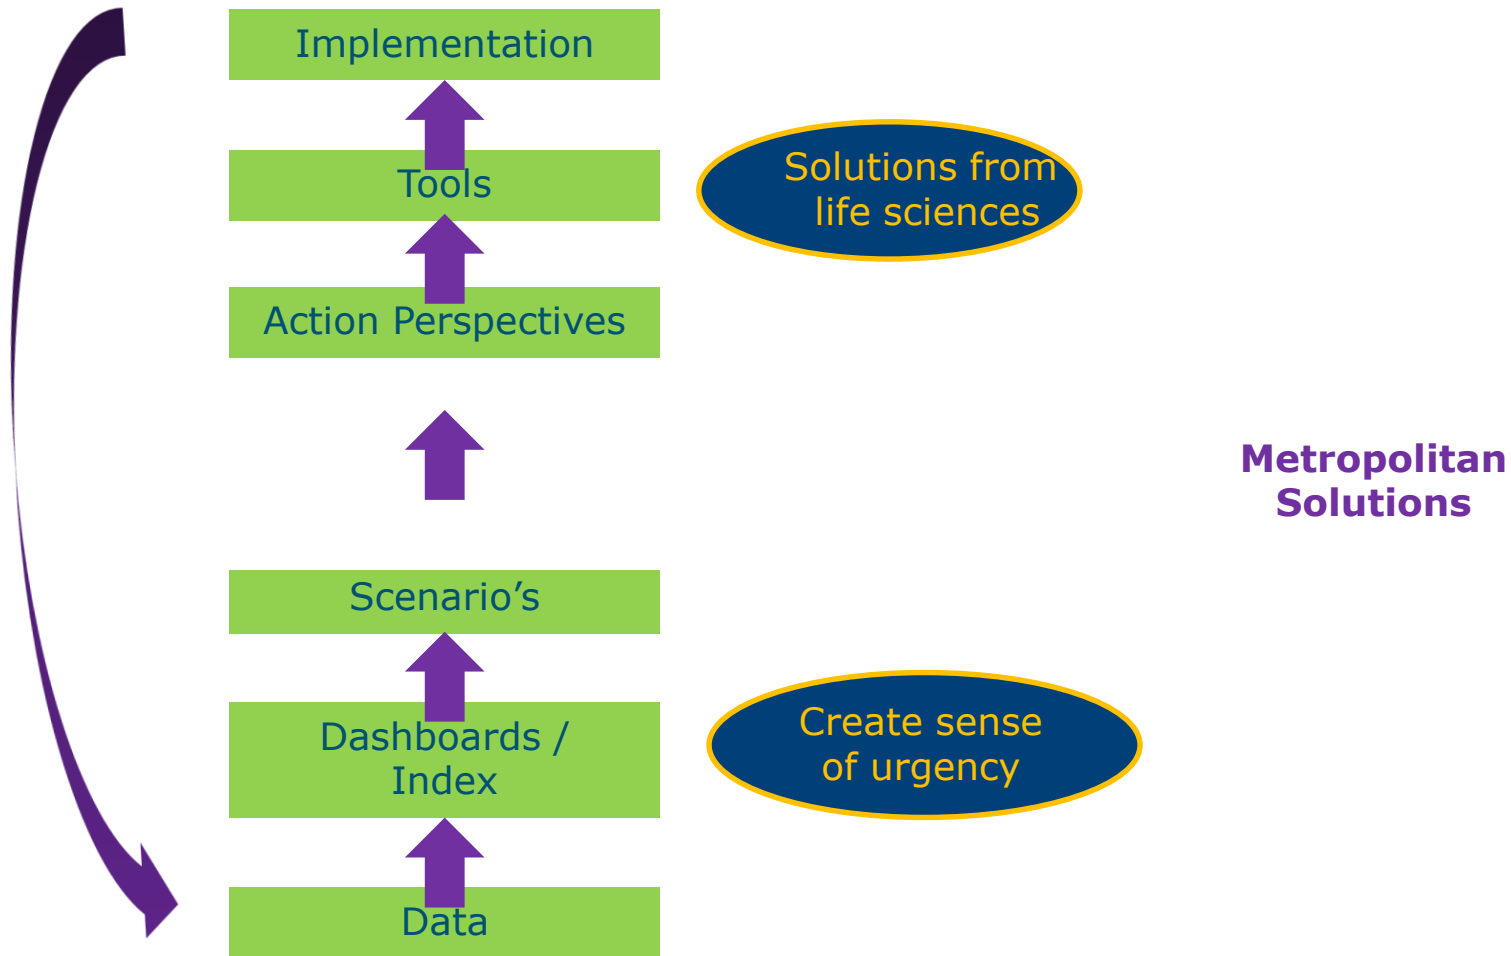 Implementation
Tools
Solutions from
life sciences
Action Perspectives
Metropolitan
Solutions
Scenario’s
Dashboards /
Index
Create sense
of urgency
Data